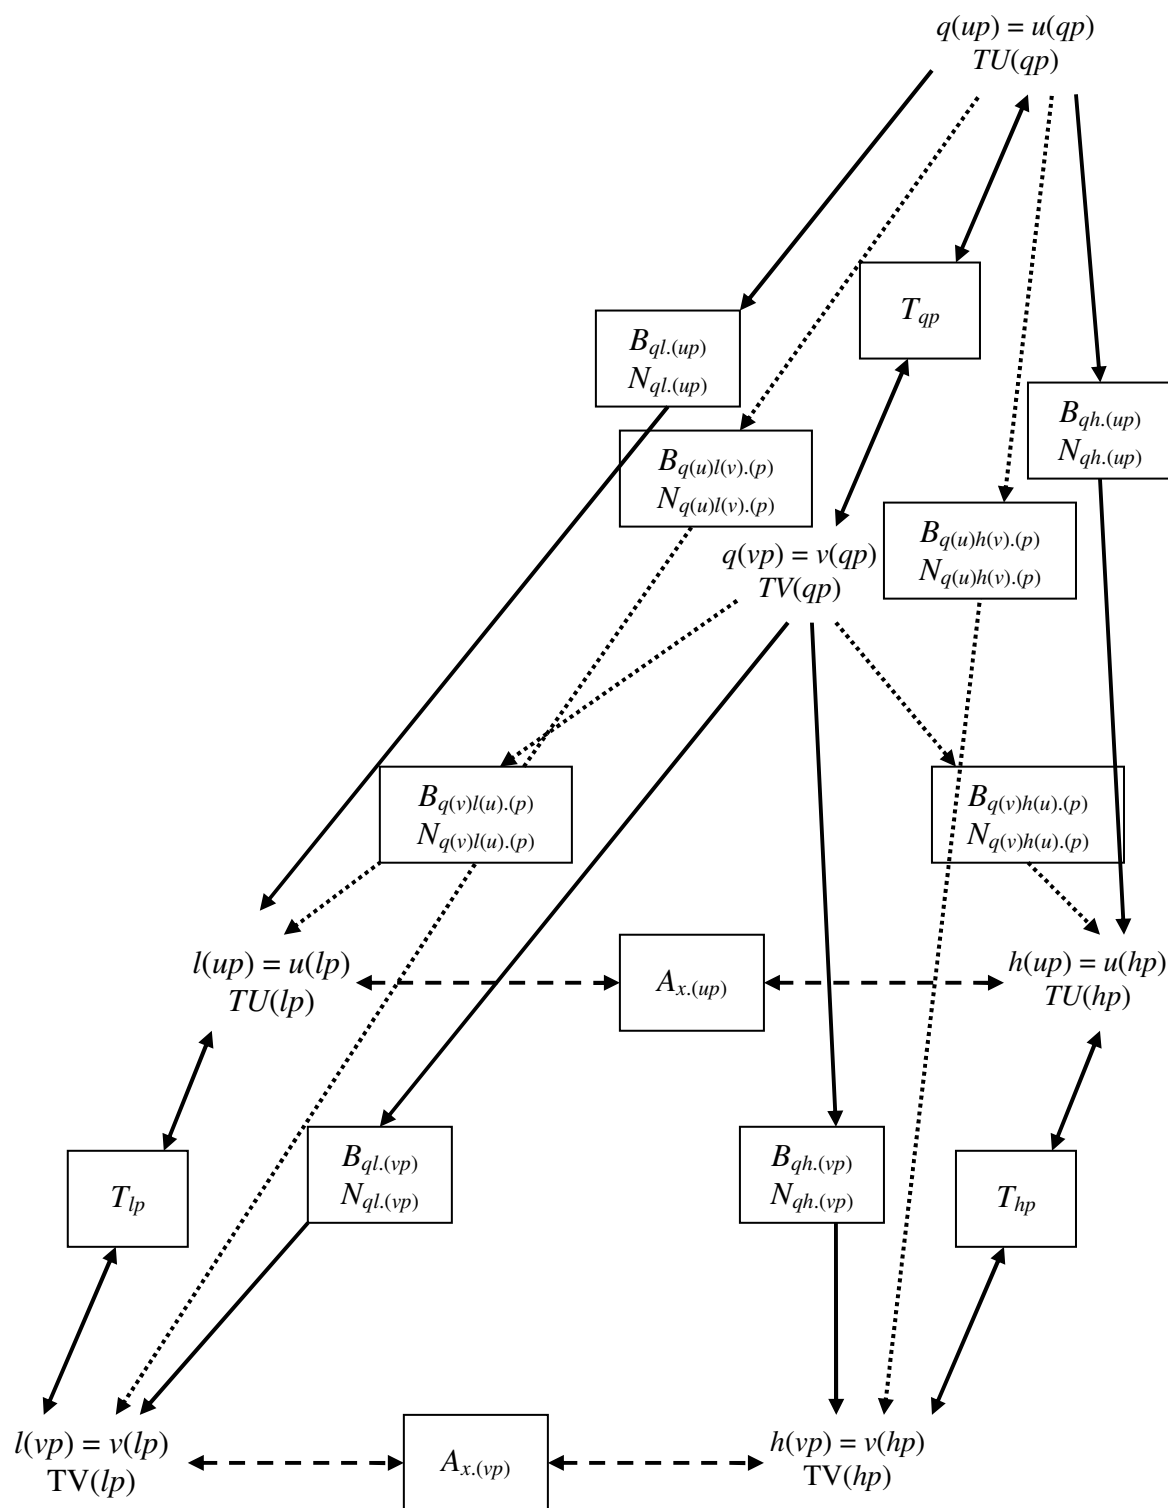 q(up) = u(qp)
TU(qp)
T_qp
B_ql.(up)
N_ql.(up)
B_qh.(up)
N_qh.(up)
B_q(u)l(v).(p)
N_q(u)l(v).(p)
B_q(u)h(v).(p)
N_q(u)h(v).(p)
q(vp) = v(qp)
TV(qp)
B_q(v)l(u).(p)
N_q(v)l(u).(p)
B_q(v)h(u).(p)
N_q(v)h(u).(p)
l(up) = u(lp)
TU(lp)
A_x.(up)
h(up) = u(hp)
TU(hp)
T_lp
B_ql.(vp)
N_ql.(vp)
B_qh.(vp)
N_qh.(vp)
T_hp
l(vp) = v(lp)
TV(lp)
A_x.(vp)
h(vp) = v(hp)
TV(hp)